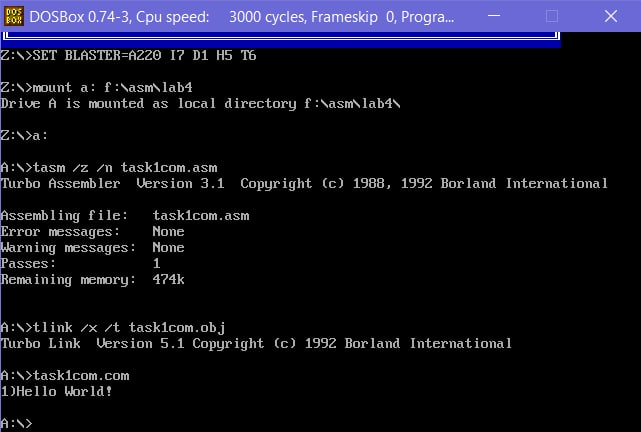 DOSBox 0.74-3, Cpu speed:    3000 cycles, Frameskip  0, Progra...
Z:\>SET BLASTER=A220 I7 D1 H5 T6
Z:\>mount a: f:\asm\lab4
Drive A is mounted as local directory f:\asm\lab4\
Z:\>a:
A:\>tasm /z /n task1com.asm
Turbo Assembler  Version 3.1  Copyright (c) 1988, 1992 Borland International
Assembling file:   task1com.asm
Error messages:    None
Warning messages:  None
Passes:            1
Remaining memory:  474k
A:\>tlink /x /t task1com.obj
Turbo Link  Version 5.1 Copyright (c) 1992 Borland International
A:\>task1com.com
1)Hello World!
A:\>